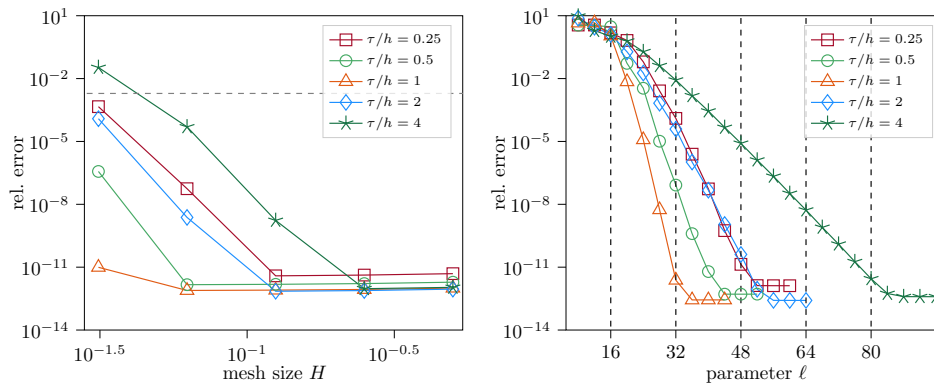 rel. error
10^1
10^−2
10^−5
10^−8
10^−11
10^−14
10^−1.5
10^−1
10^−0.5
mesh size H
τ/h = 0.25
τ/h = 0.5
τ/h = 1
τ/h = 2
τ/h = 4
rel. error
10^1
10^−2
10^−5
10^−8
10^−11
10^−14
16
32
48
64
80
parameter ℓ
τ/h = 0.25
τ/h = 0.5
τ/h = 1
τ/h = 2
τ/h = 4